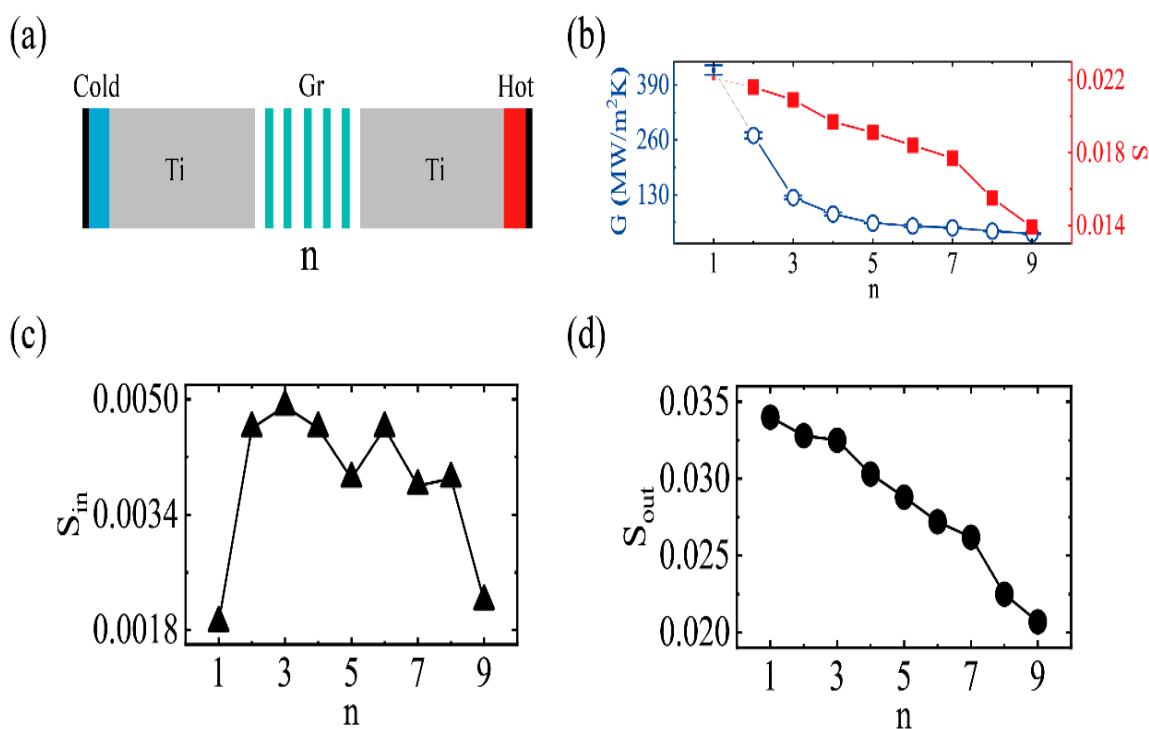 (a)
Cold
Gr
Hot
Ti
Ti
n
(b)
G (MW/m²K)
390
260
130
0.022
0.018
0.014
S
1
3
5
7
9
n
(c)
S_in
0.0050
0.0034
0.0018
1
3
5
7
9
n
(d)
S_out
0.035
0.030
0.025
0.020
1
3
5
7
9
n